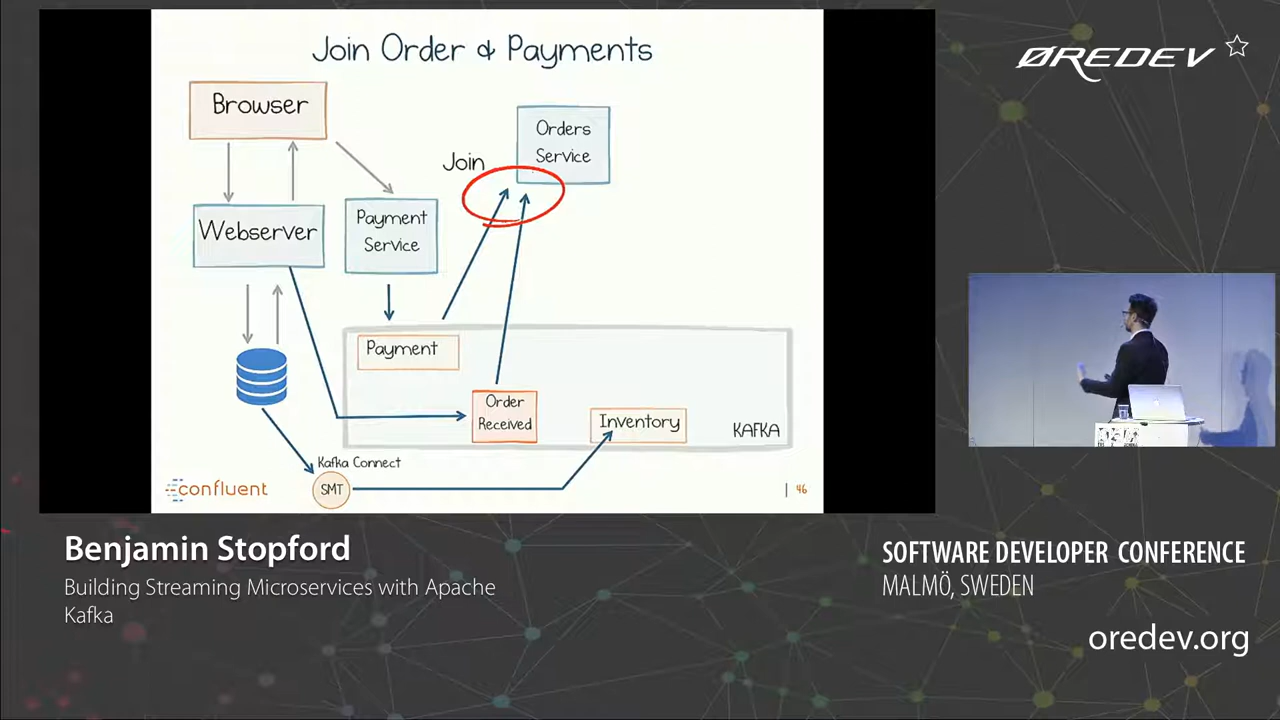 Join Order & Payments
Browser
Orders
Service
Join
Webserver
Payment
Service
Payment
Order
Received
Inventory
KAFKA
Kafka Connect
SMT
confluent
| 46
ØREDEV
Benjamin Stopford
Building Streaming Microservices with Apache
Kafka
SOFTWARE DEVELOPER CONFERENCE
MALMÖ, SWEDEN
oredev.org